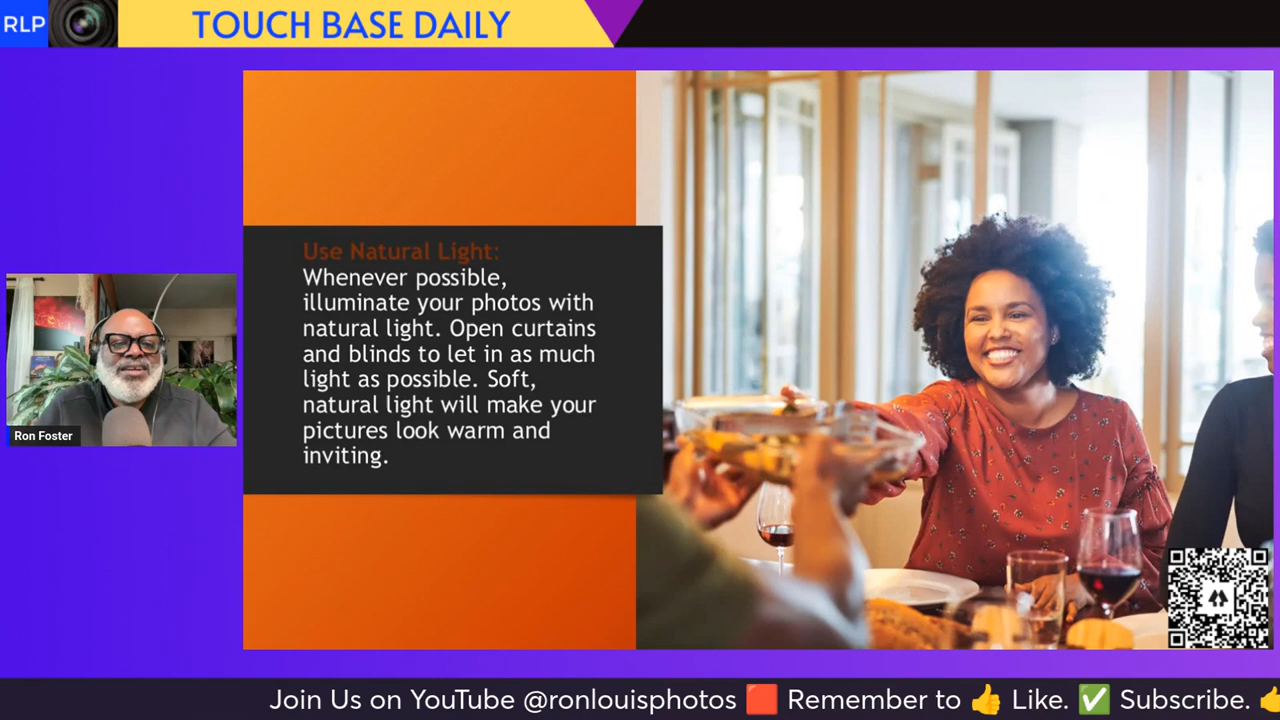 RLP
TOUCH BASE DAILY
Use Natural Light:
Whenever possible,
illuminate your photos with
natural light. Open curtains
and blinds to let in as much
light as possible. Soft,
natural light will make your
pictures look warm and
inviting.
Ron Foster
Join Us on YouTube @ronlouisphotos 🟥 Remember to 👍 Like. ✅ Subscribe. 👉